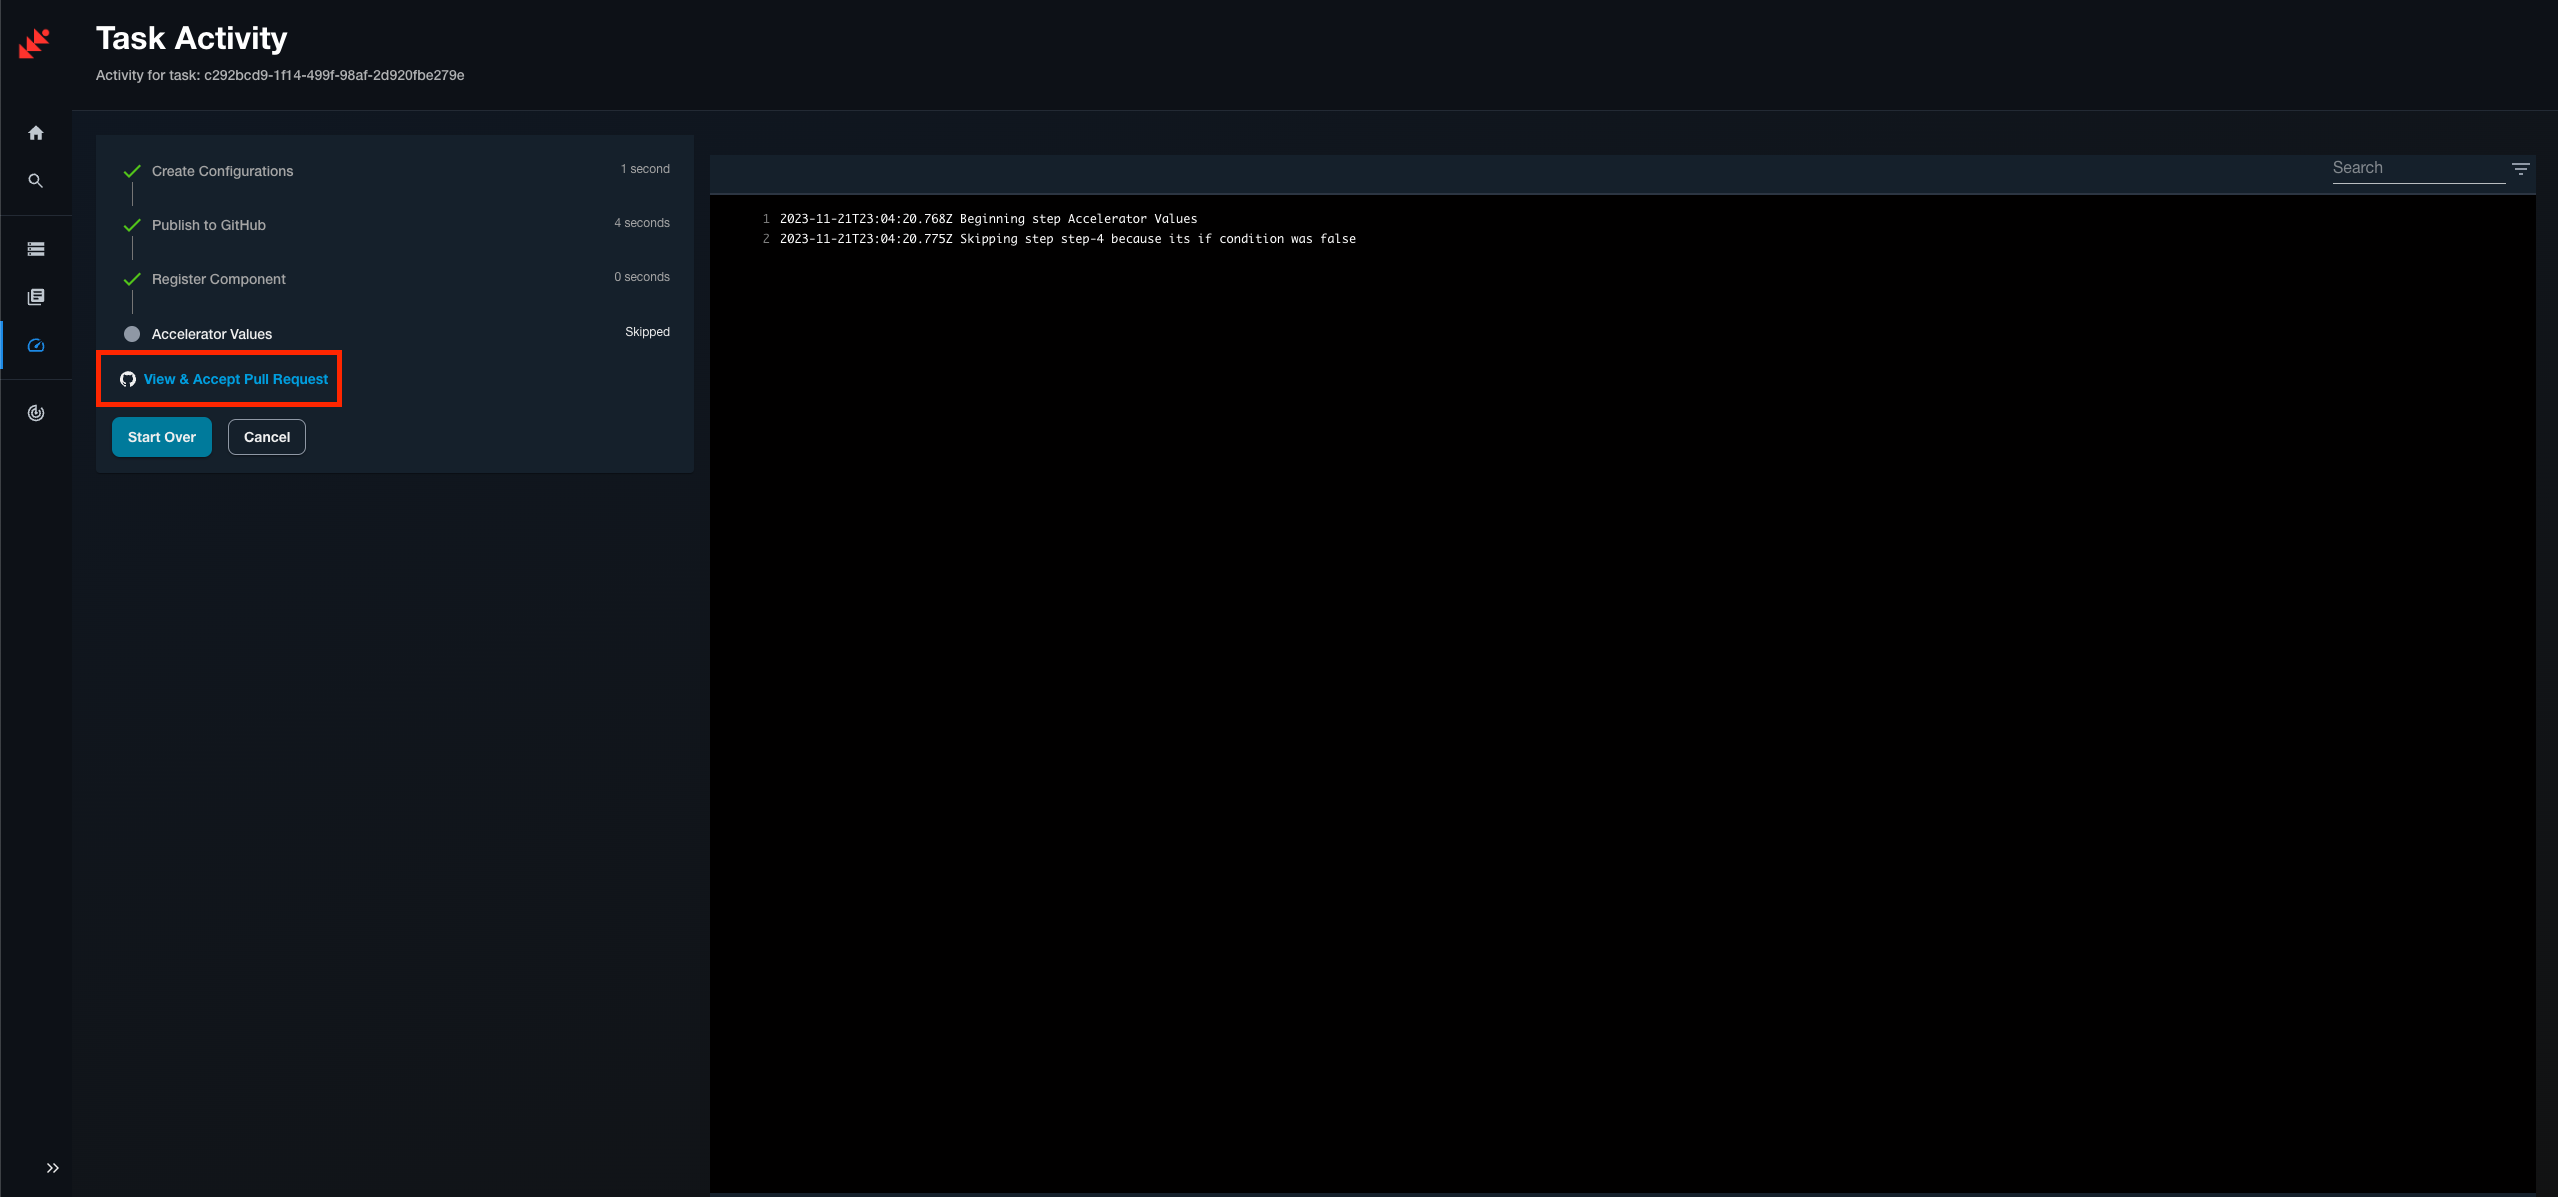 Task Activity
Activity for task: c292bcd9-1f14-499f-98af-2d920fbe279e
Create Configurations 1 second
Publish to GitHub 4 seconds
Register Component 0 seconds
Accelerator Values Skipped
View & Accept Pull Request
Start Over Cancel
Search
1 2023-11-21T23:04:20.768Z Beginning step Accelerator Values
2 2023-11-21T23:04:20.775Z Skipping step step-4 because its if condition was false